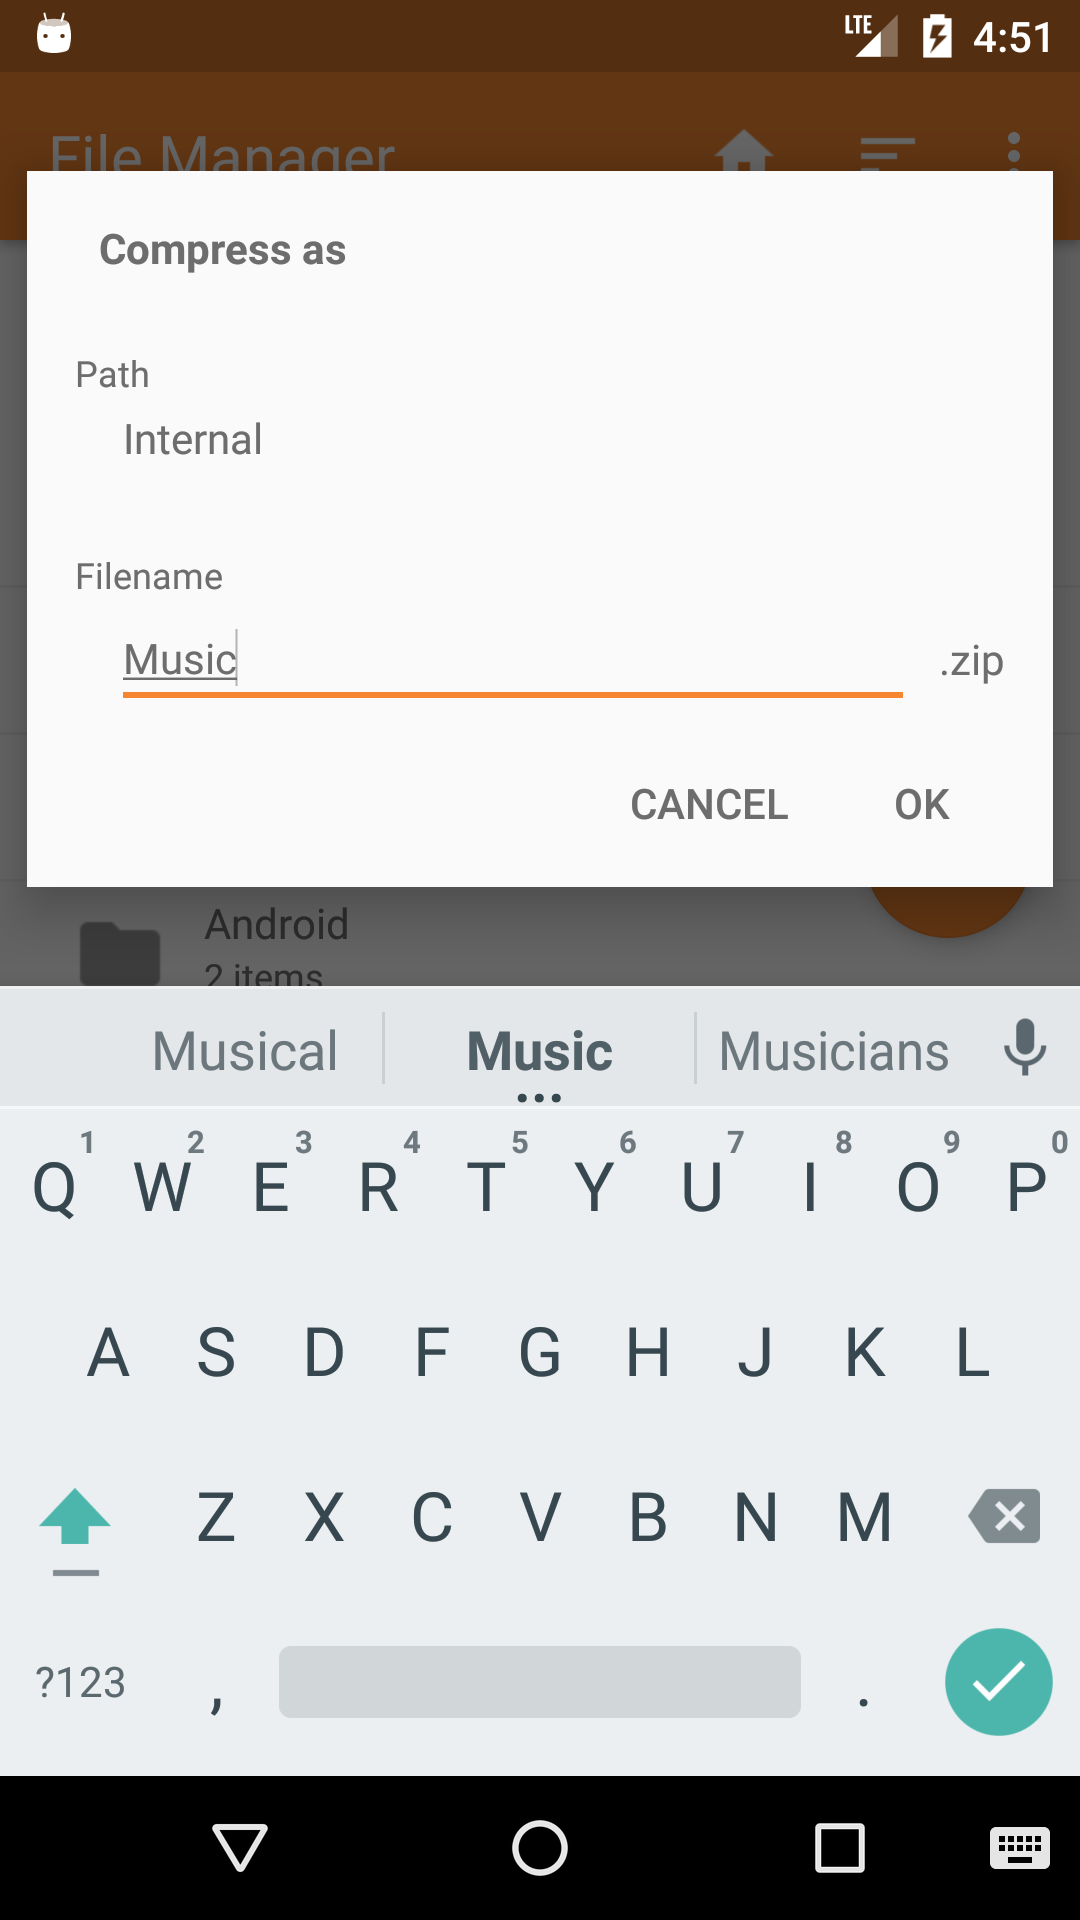 LTE 4:51
File Manager
Compress as
Path
Internal
Filename
Music .zip
CANCEL OK
Android
2 items
Musical Music Musicians
1 2 3 4 5 6 7 8 9 0
Q W E R T Y U I O P
A S D F G H J K L
Z X C V B N M
?123 , .